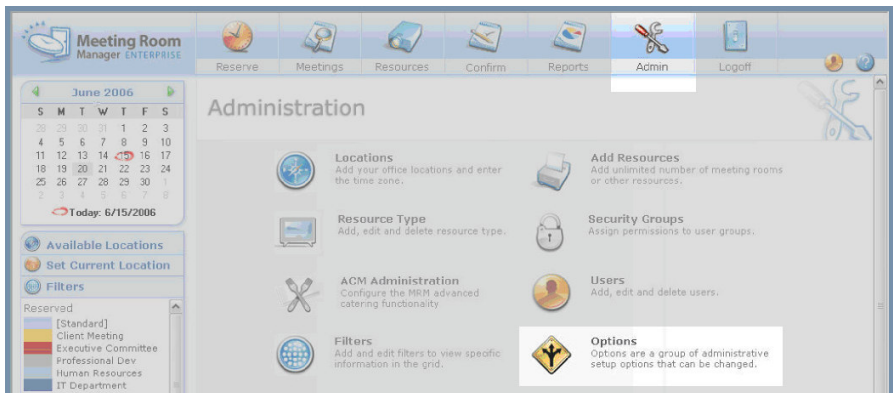 Meeting Room
Manager ENTERPRISE
Reserve
Meetings
Resources
Confirm
Reports
Admin
Logoff
June 2006
S M T W T F S
28 29 30 31 1 2 3
4 5 6 7 8 9 10
11 12 13 14 15 16 17
18 19 20 21 22 23 24
25 26 27 28 29 30 1
2 3 4 5 6 7 8
Today: 6/15/2006
Available Locations
Set Current Location
Filters
Reserved
[Standard]
Client Meeting
Executive Committee
Professional Dev
Human Resources
IT Department
Administration
Locations
Add your office locations and enter
the time zone.
Add Resources
Add unlimited number of meeting rooms
or other resources.
Resource Type
Add, edit and delete resource type.
Security Groups
Assign permissions to user groups.
ACM Administration
Configure the MRM advanced
catering functionality
Users
Add, edit and delete users.
Filters
Add and edit filters to view specific
information in the grid.
Options
Options are a group of administrative
setup options that can be changed.